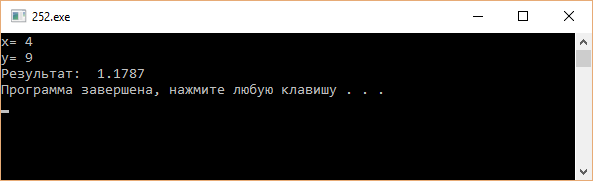 252.exe
x= 4
y= 9
Результат:  1.1787
Программа завершена, нажмите любую клавишу . . .